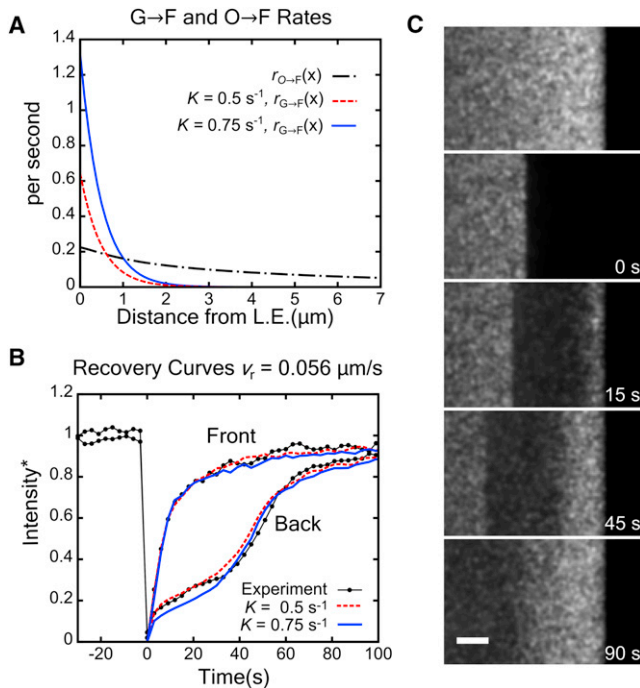 A
G→F and O→F Rates
1.4
1.2
1
0.8
0.6
0.4
0.2
0
per second
r_{O→F}(x)
K = 0.5 s⁻¹, r_{G→F}(x)
K = 0.75 s⁻¹, r_{G→F}(x)
0 1 2 3 4 5 6 7
Distance from L.E.(µm)
B
Recovery Curves v_r = 0.056 µm/s
1.2
1
0.8
0.6
0.4
0.2
0
Intensity*
Front
Back
Experiment
K = 0.5 s⁻¹
K = 0.75 s⁻¹
-20 0 20 40 60 80 100
Time(s)
C
0 s
15 s
45 s
90 s